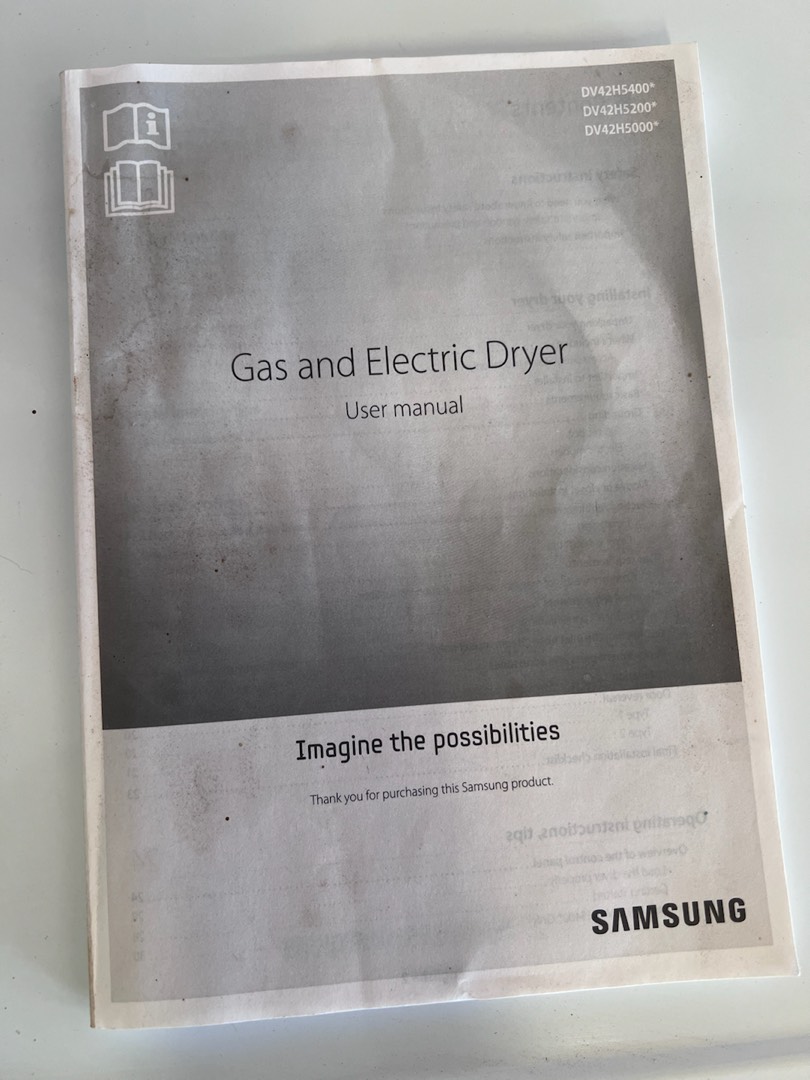 DV42H5400*
DV42H5200*
DV42H5000*
Gas and Electric Dryer
User manual
Imagine the possibilities
Thank you for purchasing this Samsung product.
SAMSUNG